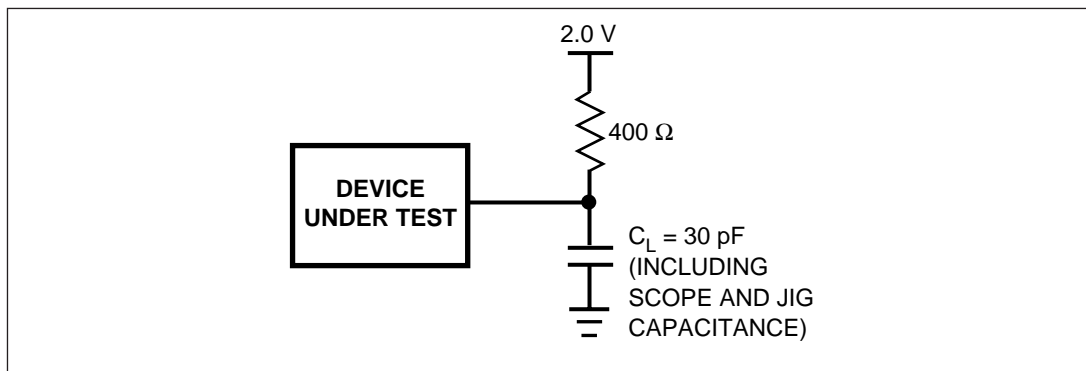 2.0 V
400 Ω
DEVICE
UNDER TEST
C_L = 30 pF
(INCLUDING
SCOPE AND JIG
CAPACITANCE)